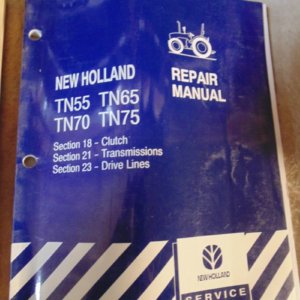 NEW HOLLAND
TN55 TN65
TN70 TN75
REPAIR
MANUAL
Section 18 - Clutch
Section 21 - Transmissions
Section 23 - Drive Lines
NEW HOLLAND
SERVICE